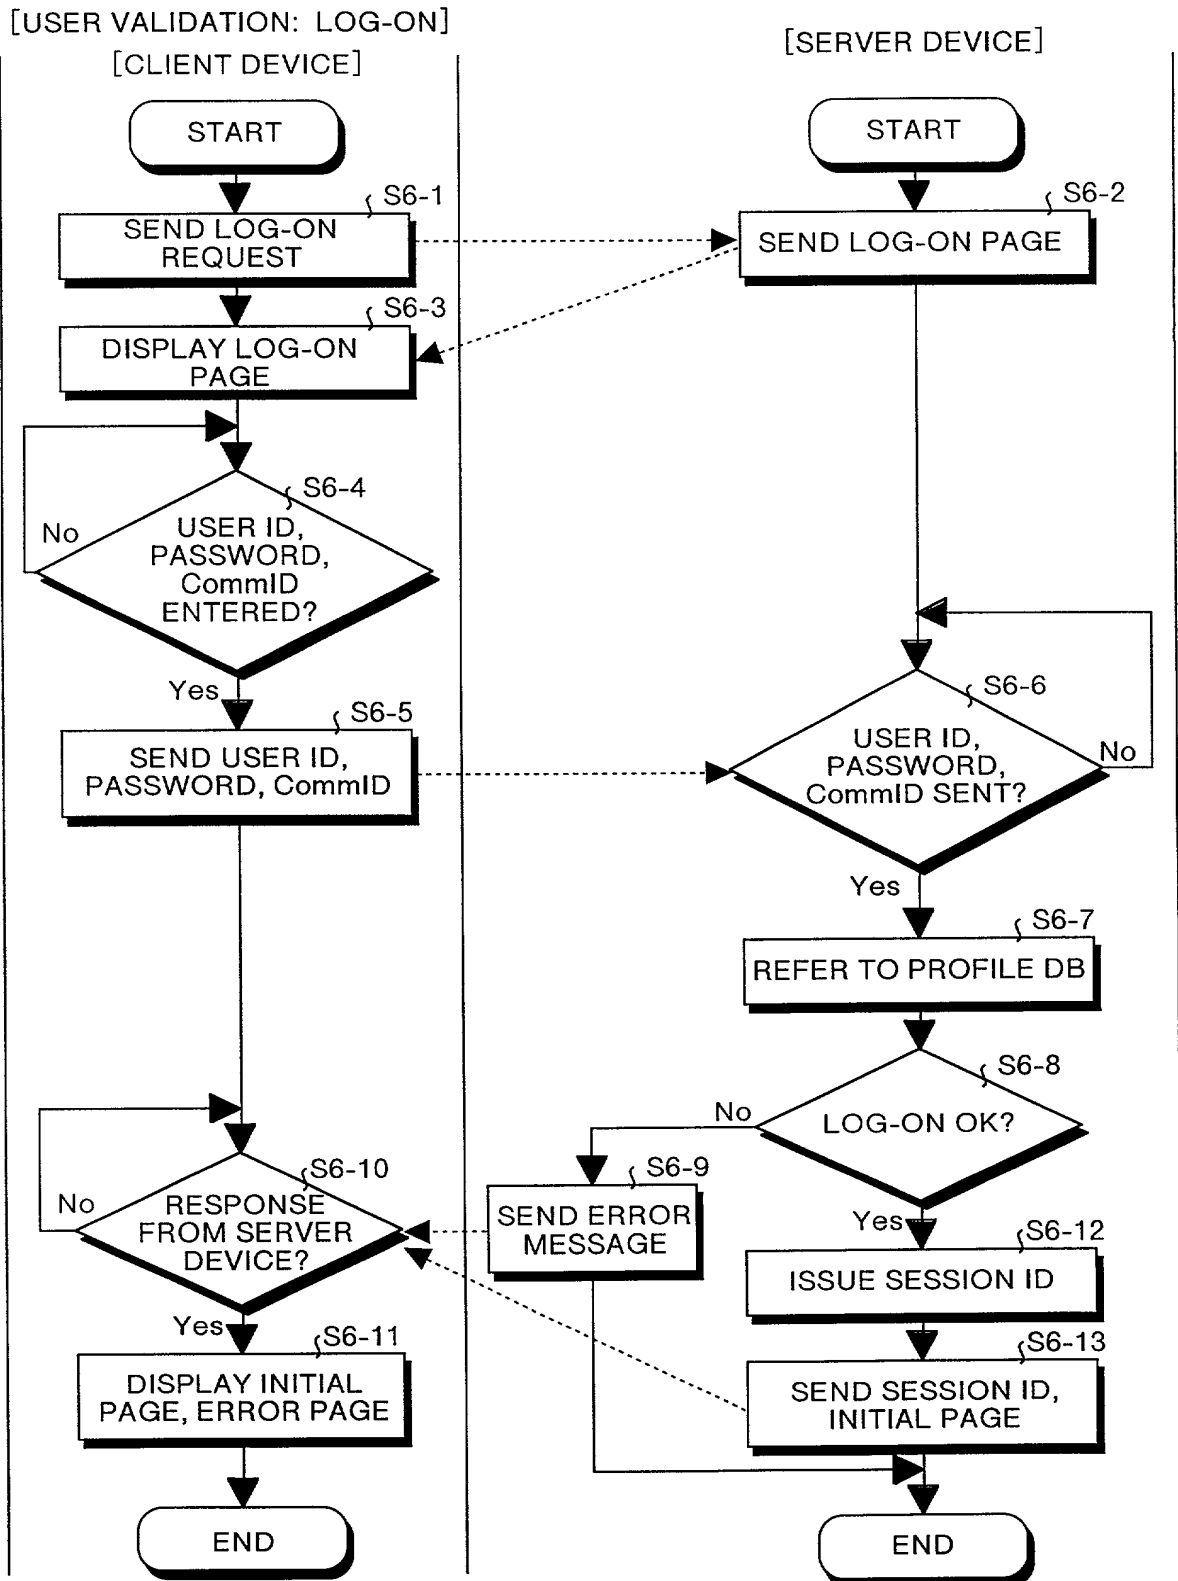 [USER VALIDATION: LOG-ON]
[CLIENT DEVICE]
START
S6-1
SEND LOG-ON
REQUEST
S6-3
DISPLAY LOG-ON
PAGE
S6-4
No
USER ID,
PASSWORD,
CommID
ENTERED?
Yes
S6-5
SEND USER ID,
PASSWORD, CommID
S6-10
No
RESPONSE
FROM SERVER
DEVICE?
Yes
S6-11
DISPLAY INITIAL
PAGE, ERROR PAGE
END
[SERVER DEVICE]
START
S6-2
SEND LOG-ON PAGE
S6-6
USER ID,
PASSWORD,
CommID SENT?
No
Yes
S6-7
REFER TO PROFILE DB
S6-8
No
LOG-ON OK?
S6-9
SEND ERROR
MESSAGE
Yes
S6-12
ISSUE SESSION ID
S6-13
SEND SESSION ID,
INITIAL PAGE
END